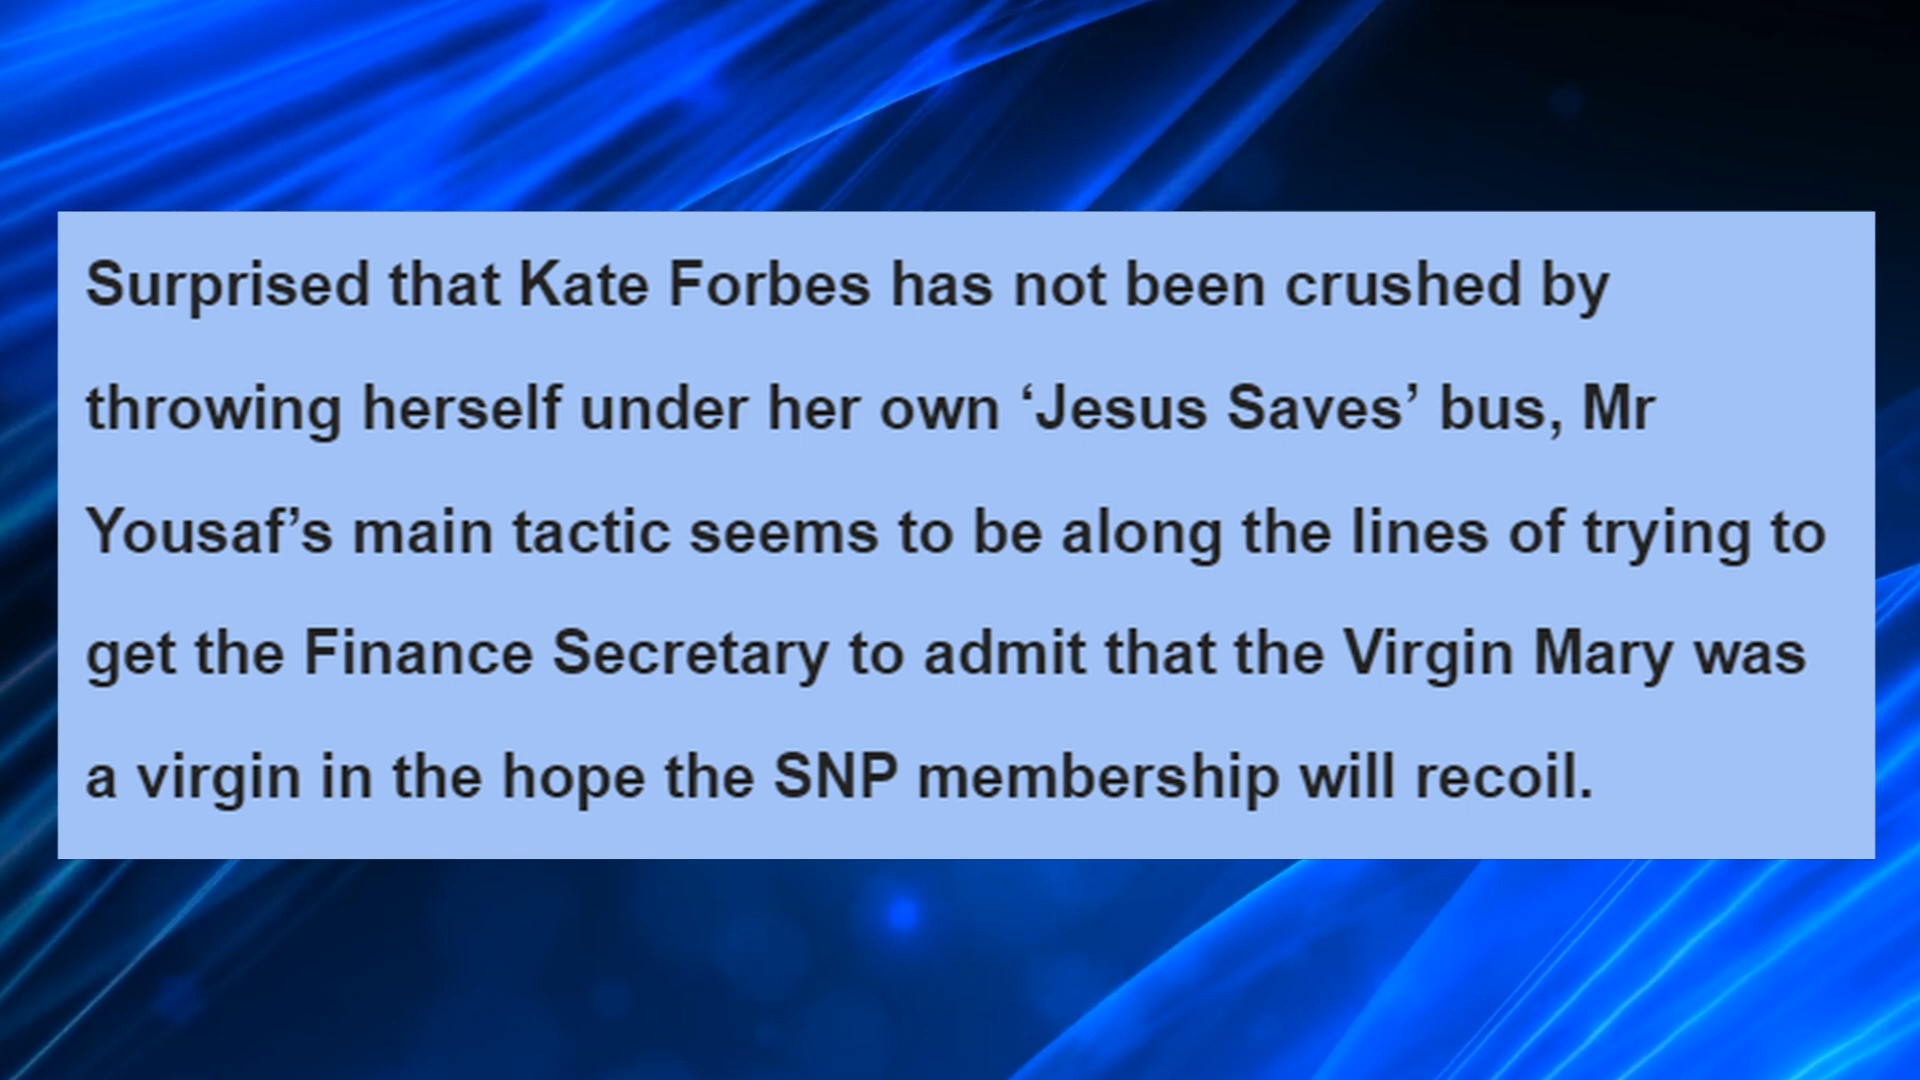 Surprised that Kate Forbes has not been crushed by
throwing herself under her own ‘Jesus Saves’ bus, Mr
Yousaf’s main tactic seems to be along the lines of trying to
get the Finance Secretary to admit that the Virgin Mary was
a virgin in the hope the SNP membership will recoil.